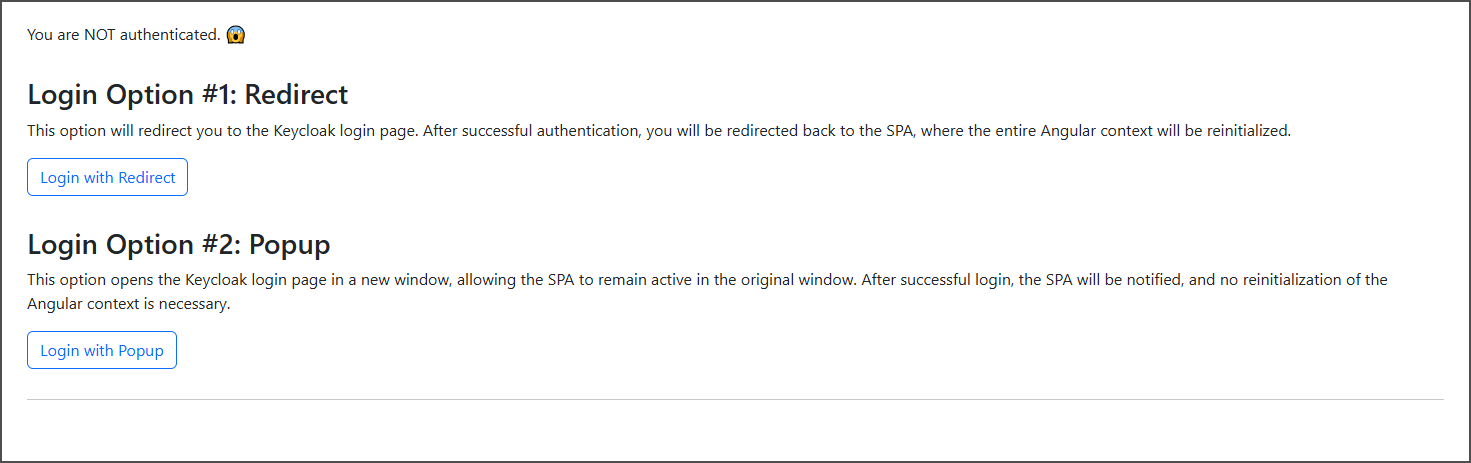 You are NOT authenticated. 😱
Login Option #1: Redirect
This option will redirect you to the Keycloak login page. After successful authentication, you will be redirected back to the SPA, where the entire Angular context will be reinitialized.
Login with Redirect
Login Option #2: Popup
This option opens the Keycloak login page in a new window, allowing the SPA to remain active in the original window. After successful login, the SPA will be notified, and no reinitialization of the
Angular context is necessary.
Login with Popup